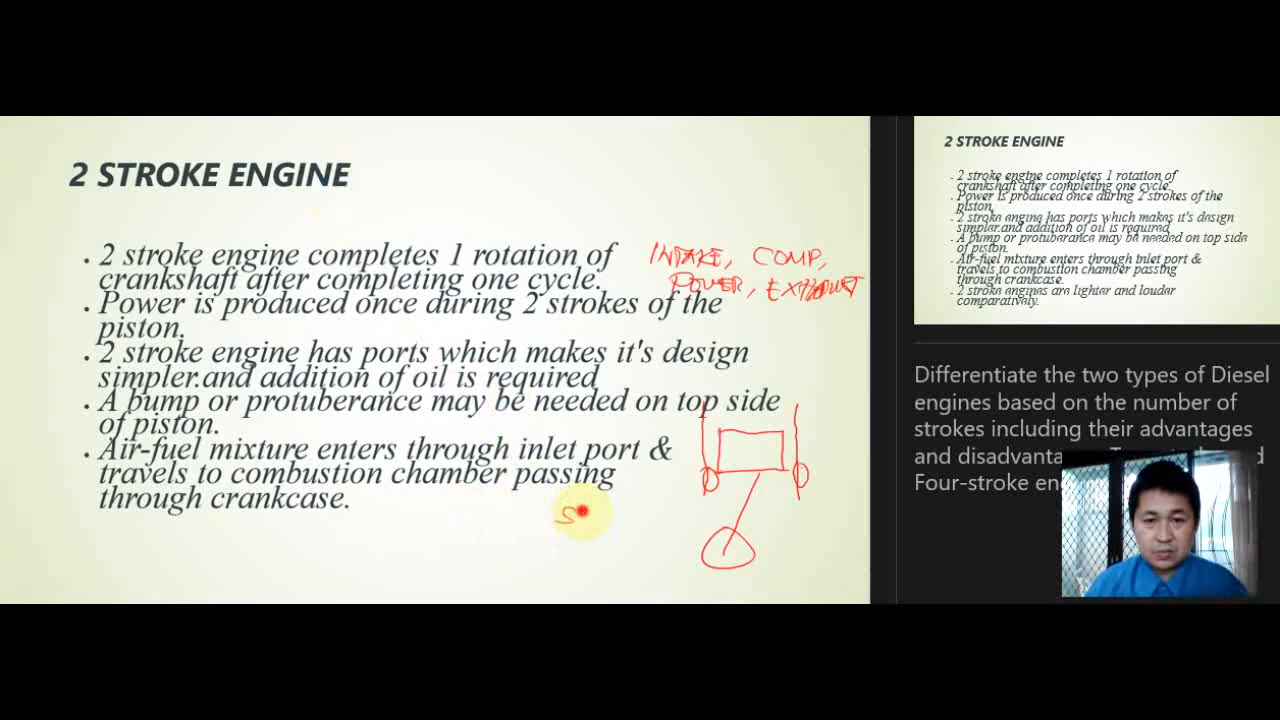 2 STROKE ENGINE
. 2 stroke engine completes 1 rotation of
crankshaft after completing one cycle.
. Power is produced once during 2 strokes of the
piston.
. 2 stroke engine has ports which makes it's design
simpler.and addition of oil is required
. A bump or protuberance may be needed on top side
of piston.
. Air-fuel mixture enters through inlet port &
travels to combustion chamber passing
through crankcase.
INTAKE, COMP,
POWER, EXHAUST
S
2 STROKE ENGINE
. 2 stroke engine completes 1 rotation of
crankshaft after completing one cycle.
. Power is produced once during 2 strokes of the
piston.
. 2 stroke engine has ports which makes it's design
simpler.and addition of oil is required
. A bump or protuberance may be needed on top side
of piston.
. Air-fuel mixture enters through inlet port &
travels to combustion chamber passing
through crankcase.
. 2 stroke engines are lighter and louder
comparatively.
Differentiate the two types of Diesel
engines based on the number of
strokes including their advantages
and disadvanta
Four-stroke en